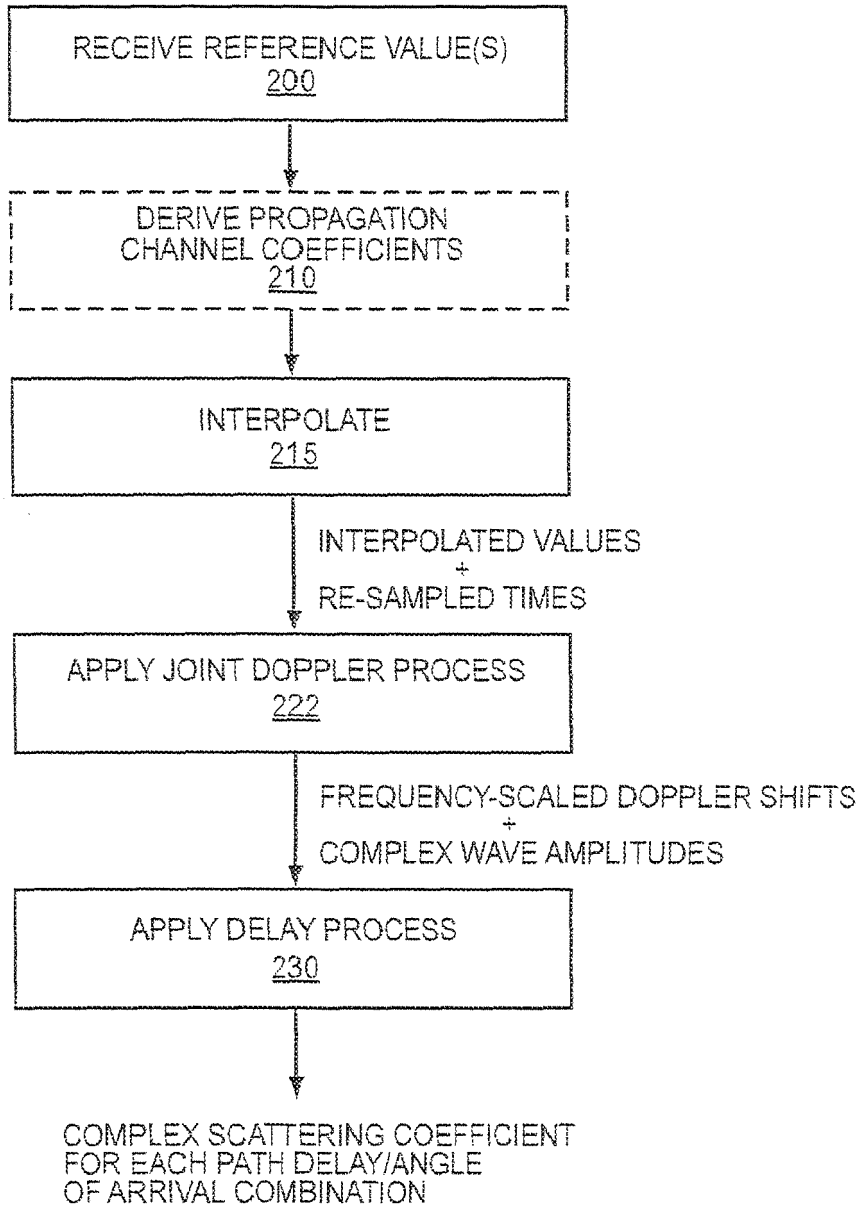 RECEIVE REFERENCE VALUE(S)
200
DERIVE PROPAGATION
CHANNEL COEFFICIENTS
210
INTERPOLATE
215
INTERPOLATED VALUES
+
RE-SAMPLED TIMES
APPLY JOINT DOPPLER PROCESS
222
FREQUENCY-SCALED DOPPLER SHIFTS
+
COMPLEX WAVE AMPLITUDES
APPLY DELAY PROCESS
230
COMPLEX SCATTERING COEFFICIENT
FOR EACH PATH DELAY/ANGLE
OF ARRIVAL COMBINATION